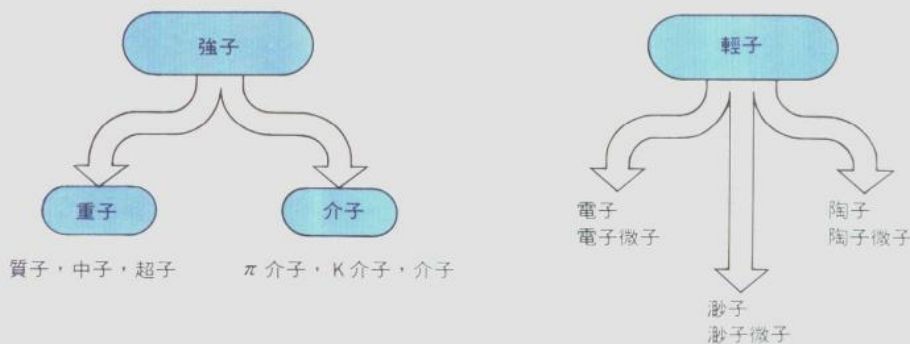 強子
重子
介子
質子，中子，超子
π 介子，K介子，介子
輕子
電子
電子微子
陶子
陶子微子
渺子
渺子微子